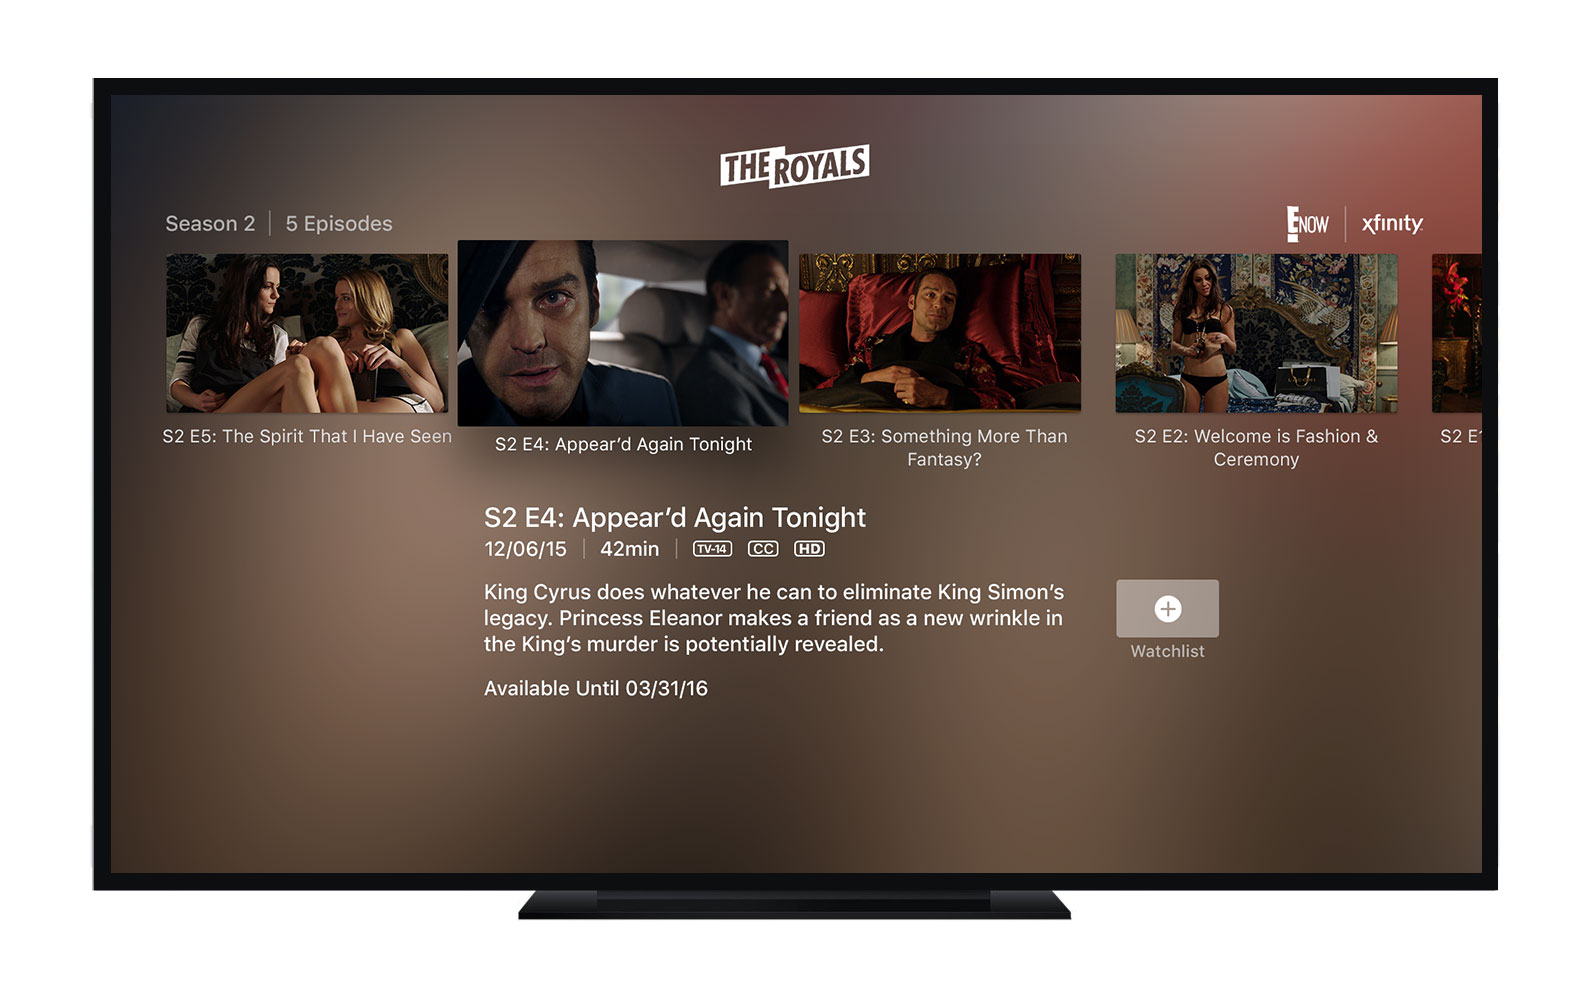 THE ROYALS
Season 2 | 5 Episodes
E! NOW | xfinity
S2 E5: The Spirit That I Have Seen
S2 E4: Appear’d Again Tonight
S2 E3: Something More Than
Fantasy?
S2 E2: Welcome is Fashion &
Ceremony
S2 E1
S2 E4: Appear’d Again Tonight
12/06/15 | 42min | TV-14 CC HD
King Cyrus does whatever he can to eliminate King Simon’s
legacy. Princess Eleanor makes a friend as a new wrinkle in
the King’s murder is potentially revealed.
Available Until 03/31/16
Watchlist